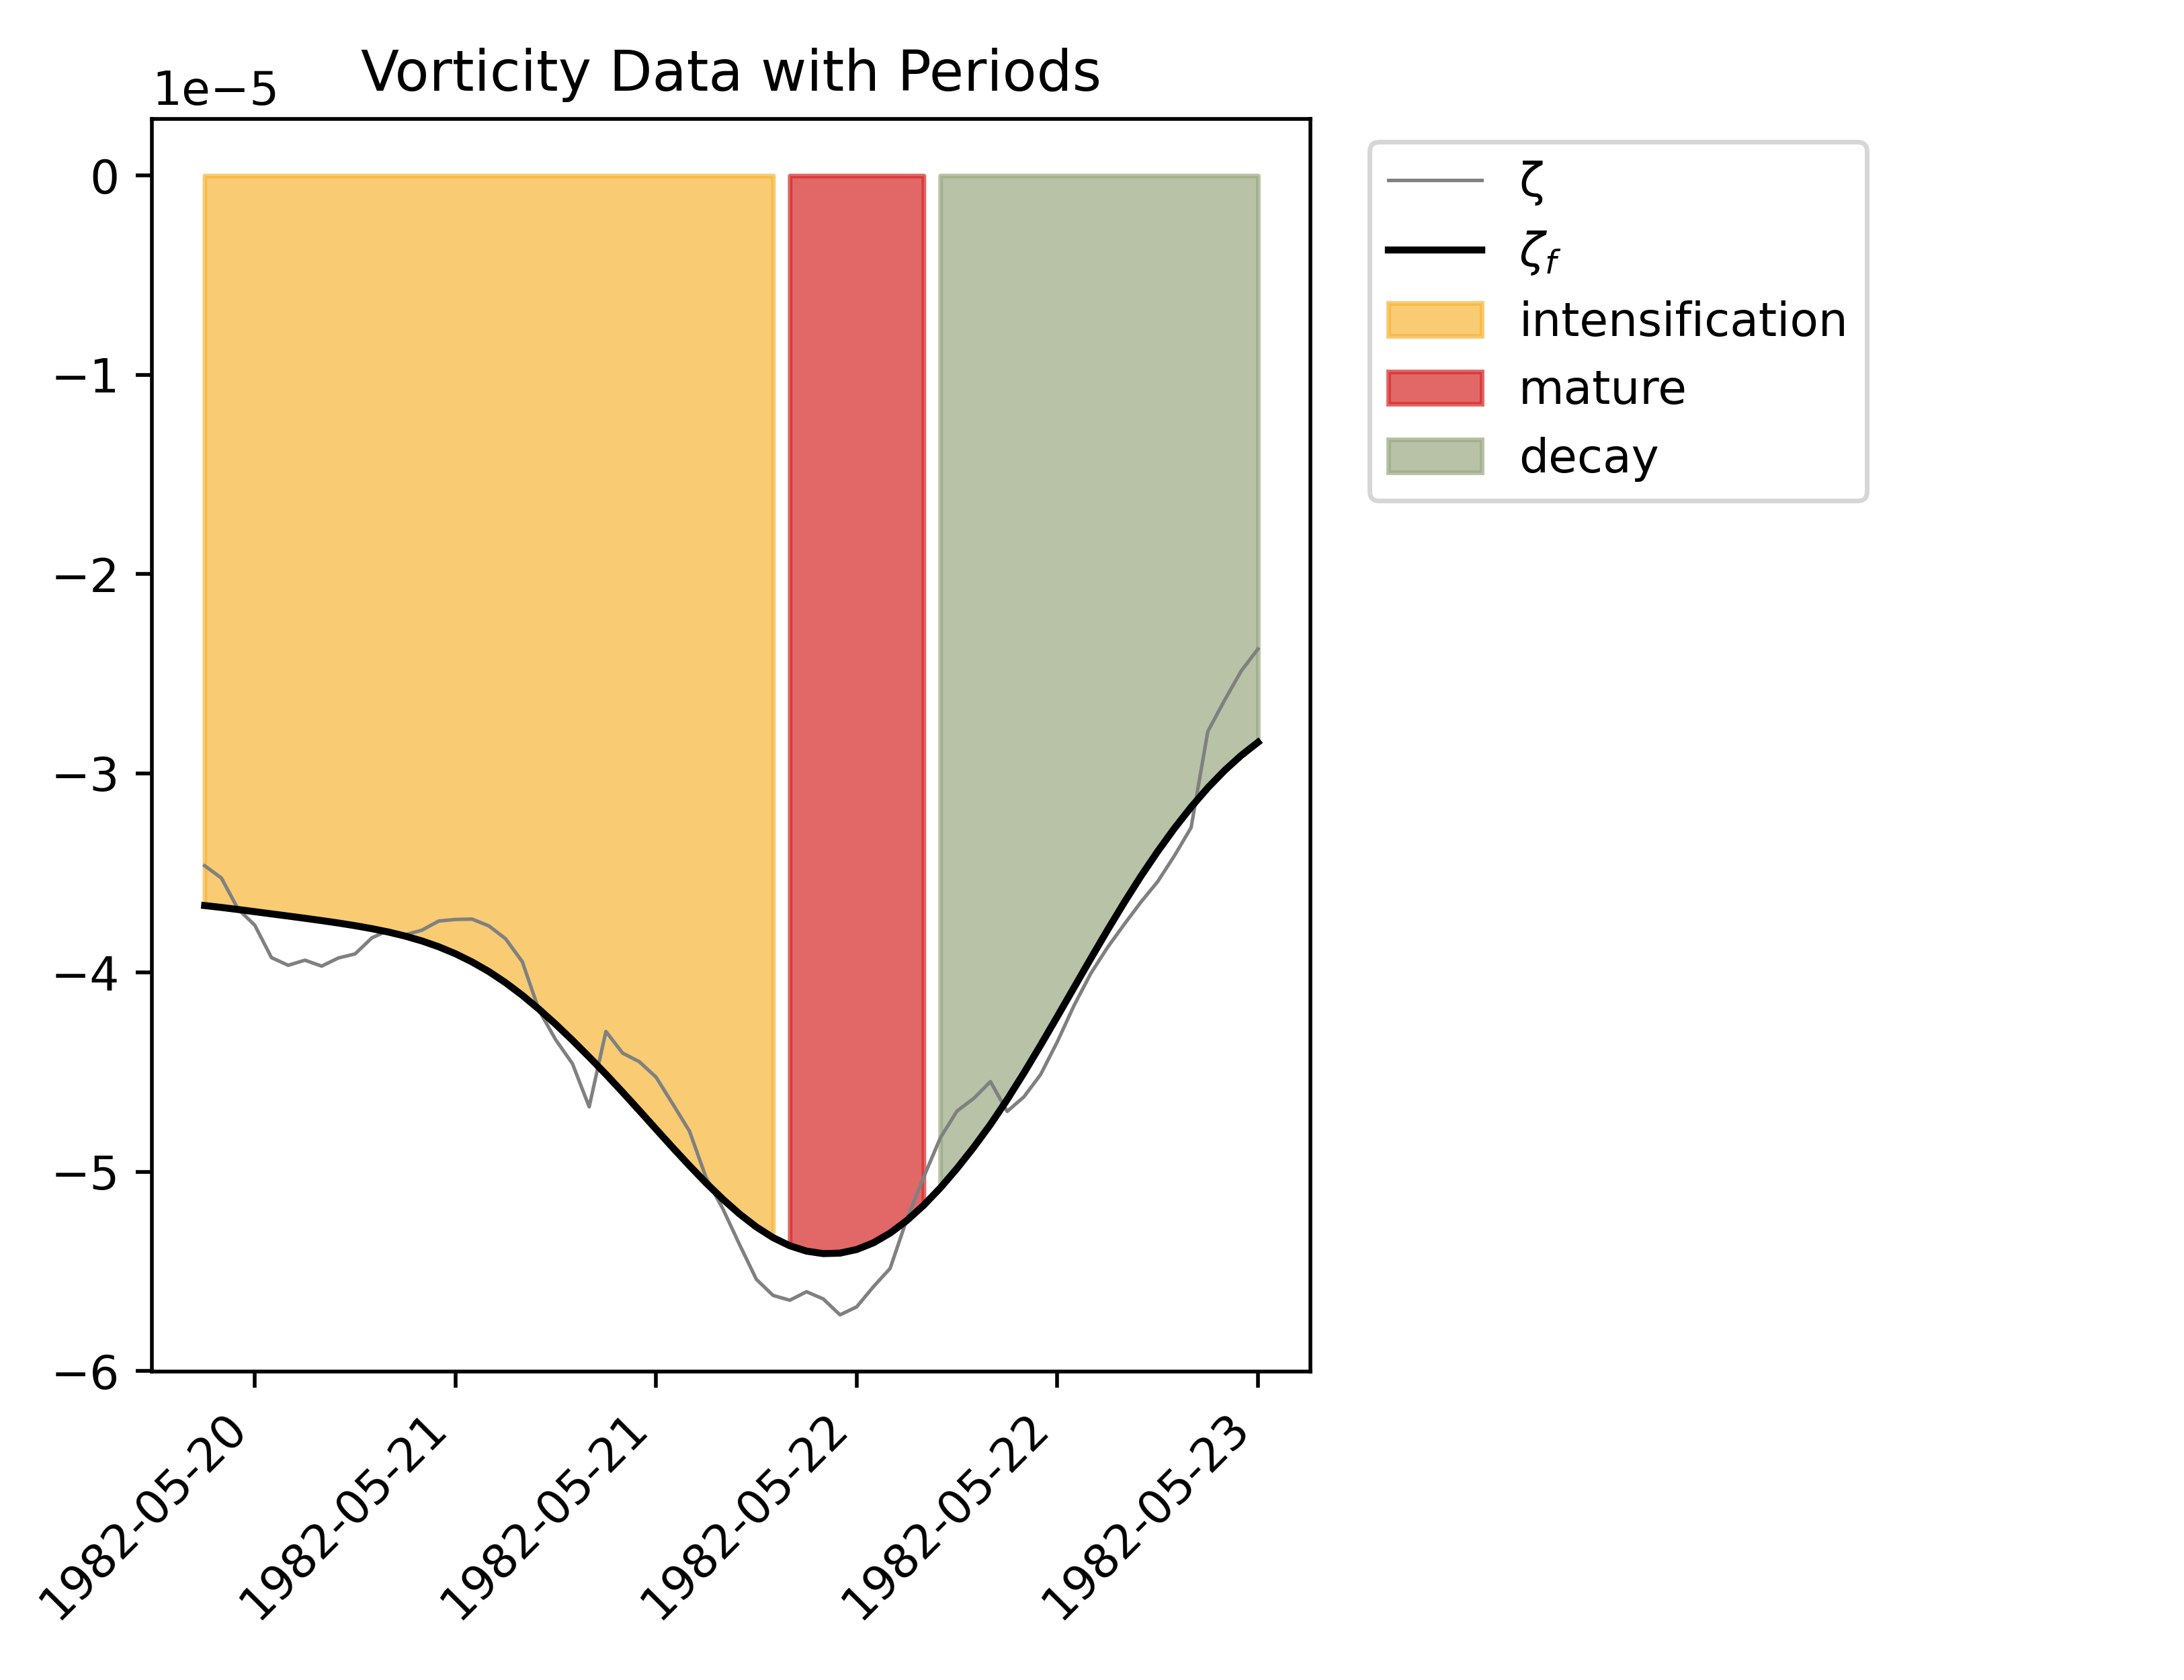 Vorticity Data with Periods
1e−5
0
−1
−2
−3
−4
−5
−6
1982-05-20
1982-05-21
1982-05-21
1982-05-22
1982-05-22
1982-05-23
ζ
ζf
intensification
mature
decay